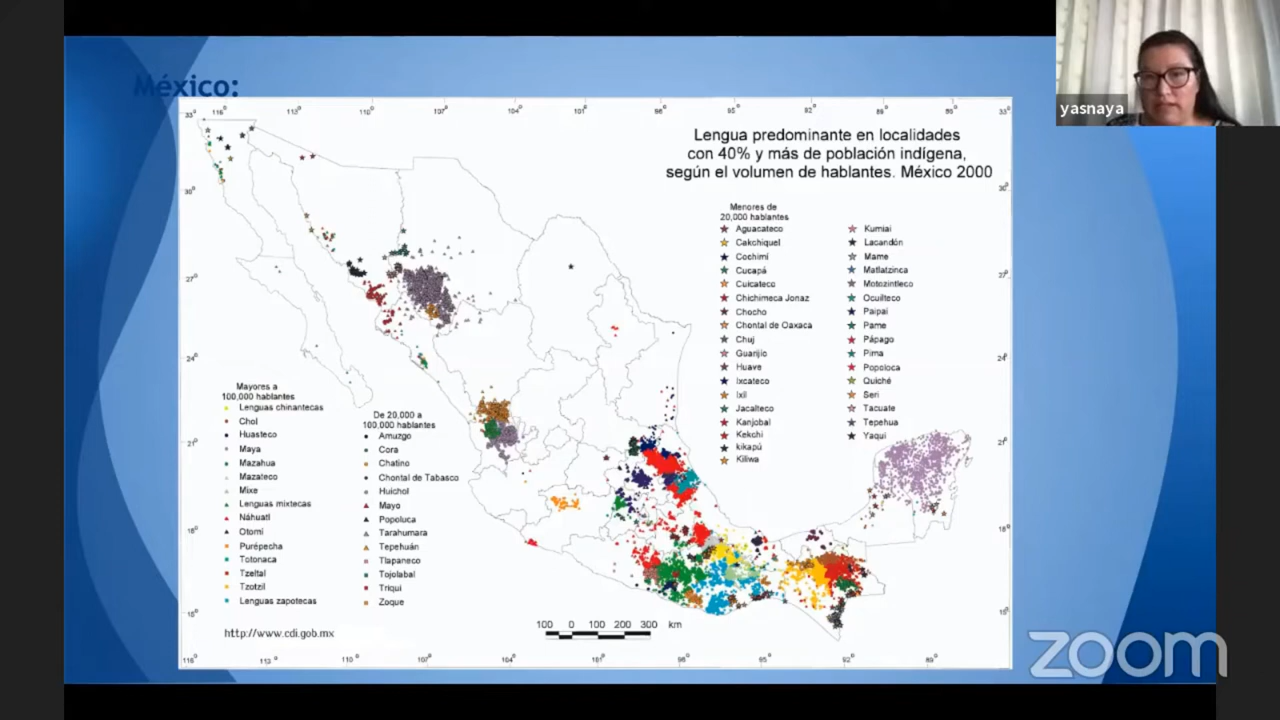 yasnaya
México:
Lengua predominante en localidades
con 40% y más de población indígena,
según el volumen de hablantes. México 2000
Menores de
20,000 hablantes
Aguacateco
Cakchiquel
Cochimí
Cucapá
Cuicateco
Chichimeca Jonaz
Chocho
Chontal de Oaxaca
Chuj
Guarijío
Huave
Ixcateco
Ixil
Jacalteco
Kanjobal
Kekchi
kikapú
Kiliwa
Kumiai
Lacandón
Mame
Matlatzinca
Motozintleco
Ocuilteco
Paipai
Pame
Pápago
Pima
Popoloca
Quiché
Seri
Tacuate
Tepehua
Yaqui
Mayores a
100,000 hablantes
Lenguas chinantecas
Chol
Huasteco
Maya
Mazahua
Mazateco
Mixe
Lenguas mixtecas
Náhuatl
Otomí
Purépecha
Totonaca
Tzeltal
Tzotzil
Lenguas zapotecas
De 20,000 a
100,000 hablantes
Amuzgo
Cora
Chatino
Chontal de Tabasco
Huichol
Mayo
Popoluca
Tarahumara
Tepehuán
Tlapaneco
Tojolabal
Triqui
Zoque
http://www.cdi.gob.mx
100 0 100 200 300 km
zoom